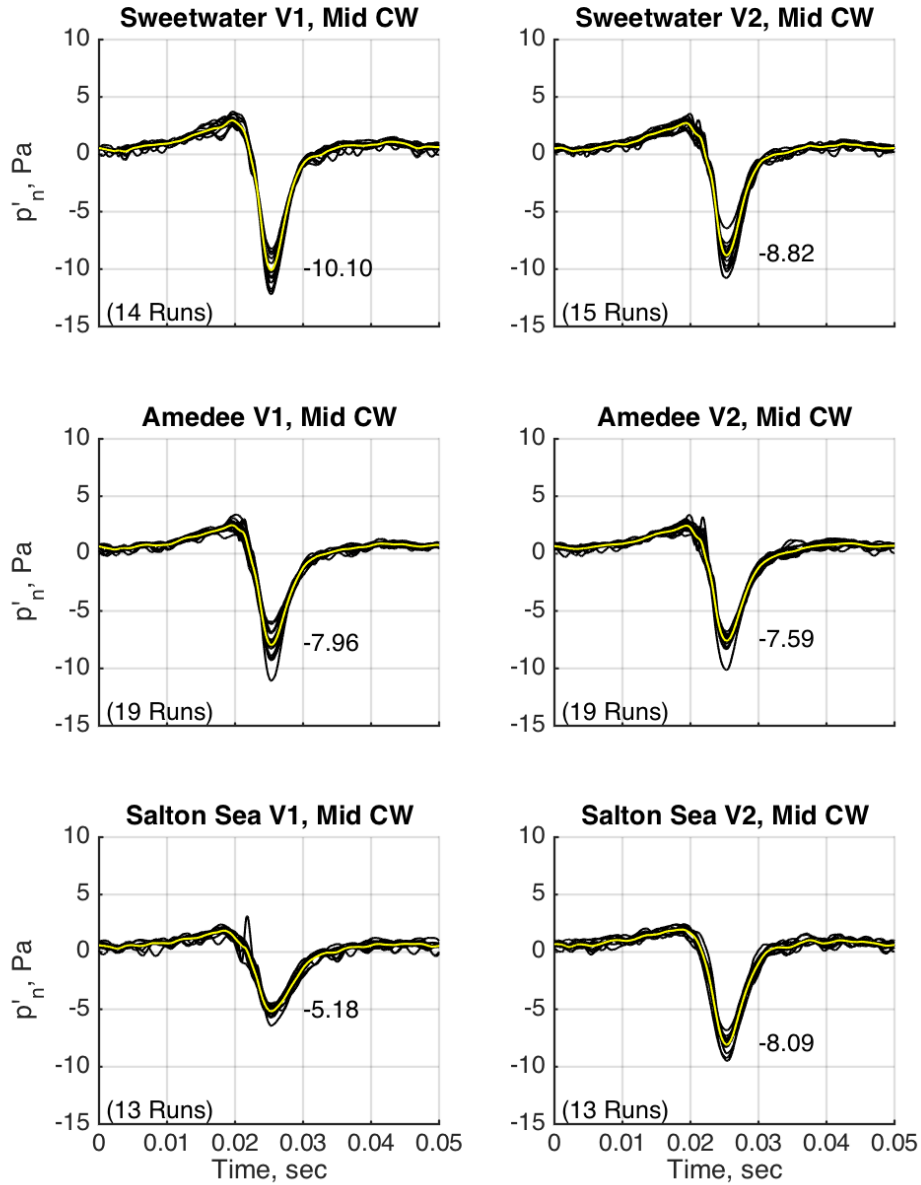 Sweetwater V1, Mid CW
10
5
0
-5
-10
-15
p'n, Pa
-10.10
(14 Runs)
Sweetwater V2, Mid CW
10
5
0
-5
-10
-15
-8.82
(15 Runs)
Amedee V1, Mid CW
10
5
0
-5
-10
-15
p'n, Pa
-7.96
(19 Runs)
Amedee V2, Mid CW
10
5
0
-5
-10
-15
-7.59
(19 Runs)
Salton Sea V1, Mid CW
10
5
0
-5
-10
-15
p'n, Pa
-5.18
(13 Runs)
0 0.01 0.02 0.03 0.04 0.05
Time, sec
Salton Sea V2, Mid CW
10
5
0
-5
-10
-15
-8.09
(13 Runs)
0 0.01 0.02 0.03 0.04 0.05
Time, sec